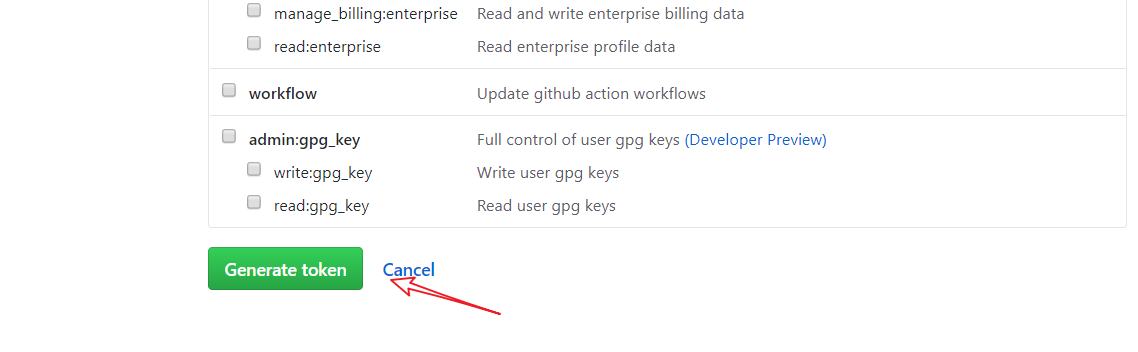 manage_billing:enterprise Read and write enterprise billing data
read:enterprise Read enterprise profile data
workflow Update github action workflows
admin:gpg_key Full control of user gpg keys (Developer Preview)
write:gpg_key Write user gpg keys
read:gpg_key Read user gpg keys
Generate token Cancel